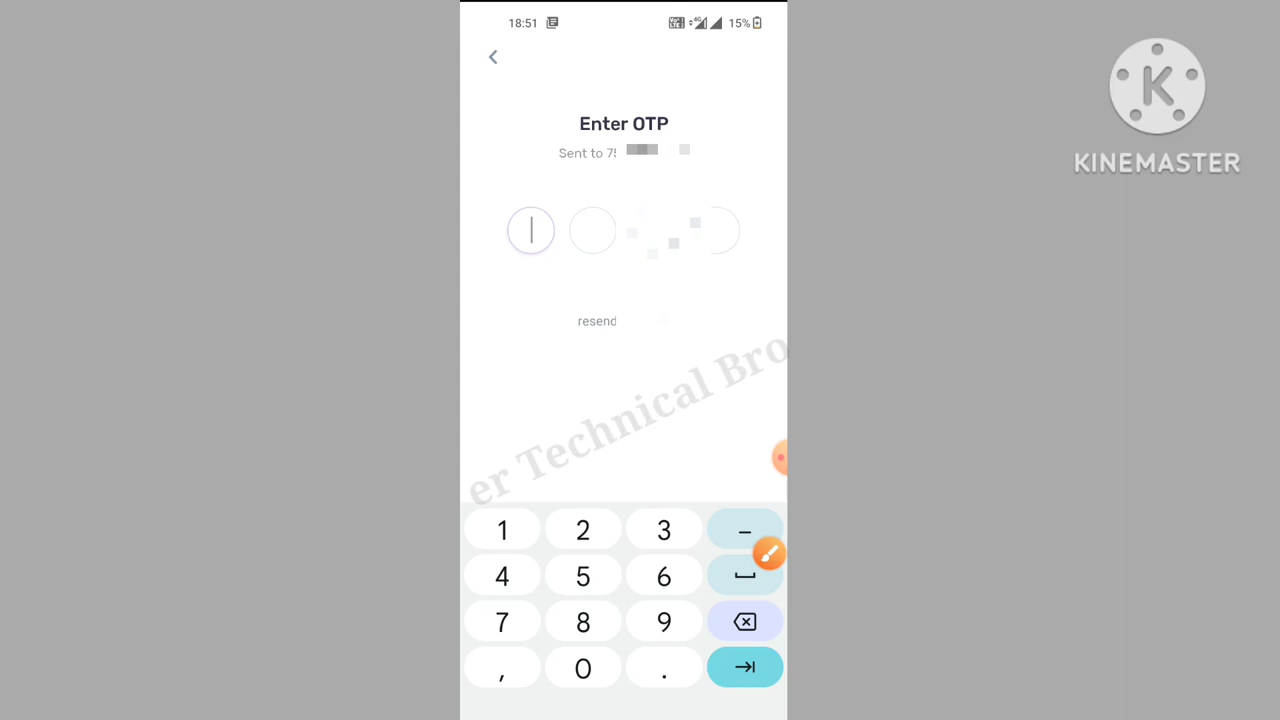 18:51
15%
KINEMASTER
Enter OTP
Sent to 75
resend
er Technical Bro
1 2 3 –
4 5 6
7 8 9
, 0 .